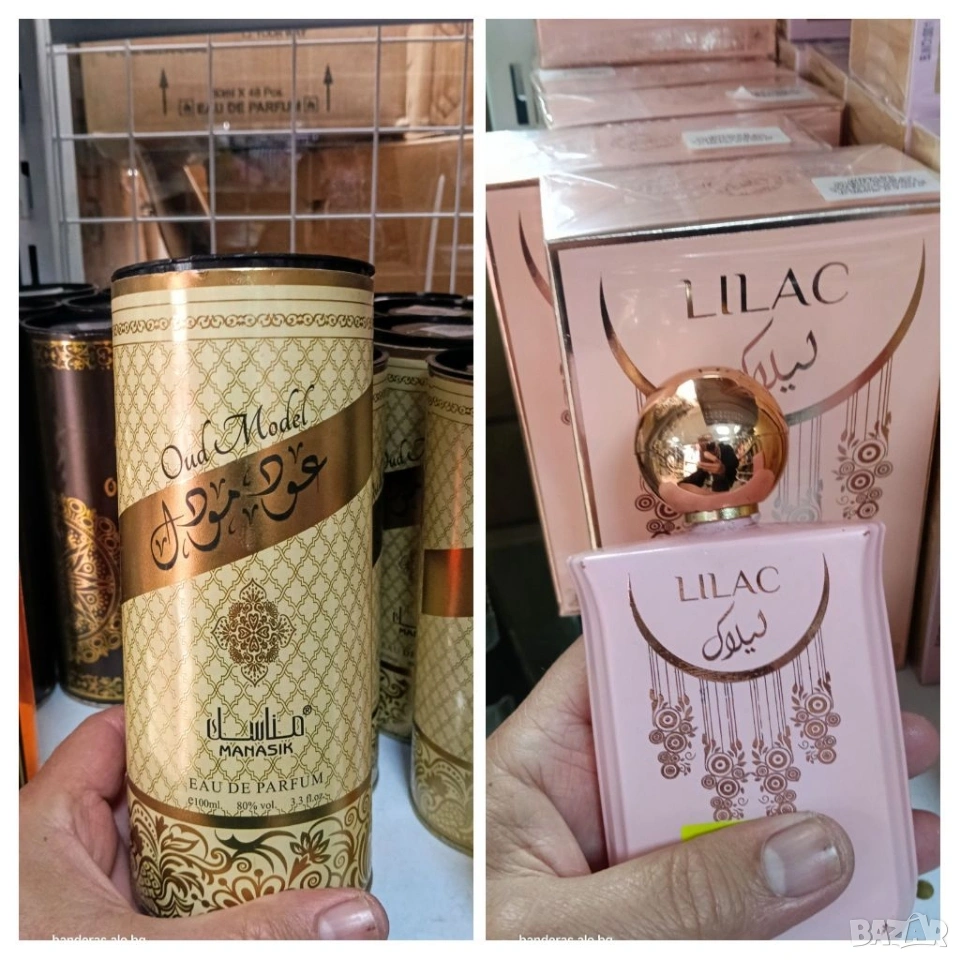 EAU DE PARFUM
Oud Model
عود مودل
مناسك®
MANASIK
EAU DE PARFUM
e100ml. 80% vol. 3.3 fl.oz
banderas.alo.bg
LILAC
ليلاك
LILAC
ليلاك
banderas.alo.bg
BAZAR